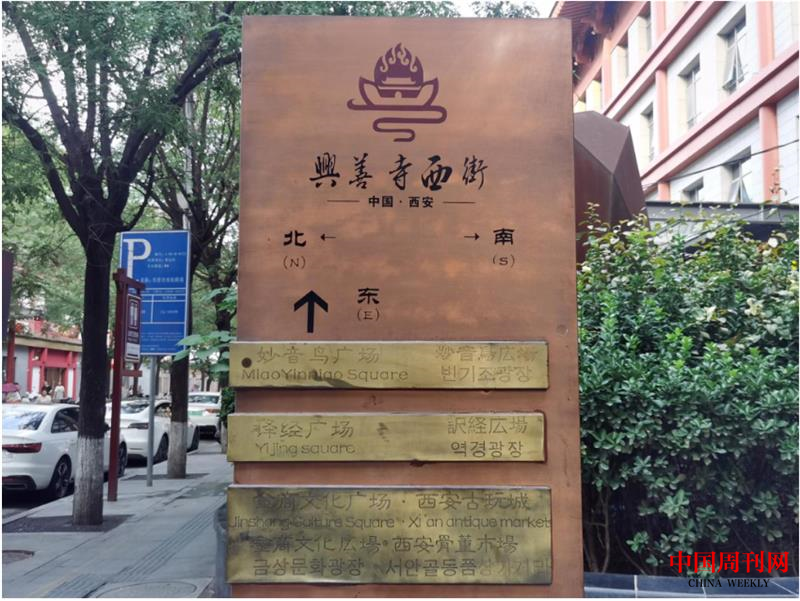 興善寺西街
中国·西安
北 ← → 南
(N) (S)
东
(E)
妙音鸟广场 妙音鳥広場
MiaoYinniao Square 빈기조광장
译经广场 訳経広場
Yijing square 역경광장
金商文化广场·西安古玩城
Jinshang Culture Square · Xi'an antique market
金商文化広場·西安骨董市場
금상문화광장·서안골동품상가거리
P
中国周刊网
CHINA WEEKLY